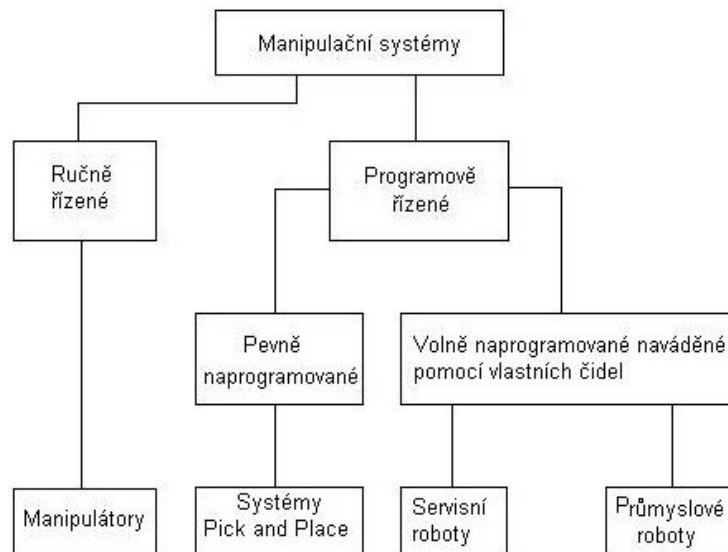 Manipulační systémy
Ručně
řízené
Programově
řízené
Pevně
naprogramované
Volně naprogramované naváděné
pomocí vlastních čidel
Manipulátory
Systémy
Pick and Place
Servisní
roboty
Průmyslové
roboty